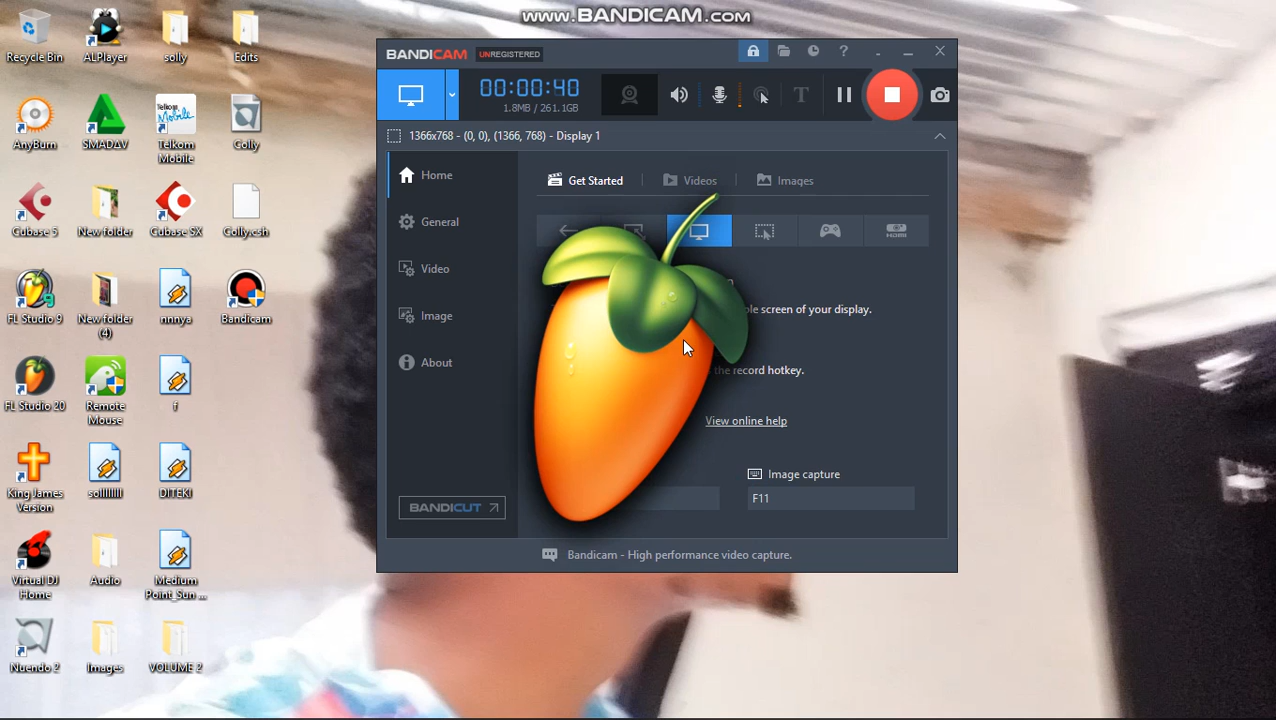 www.BANDICAM.com
Recycle Bin
ALPlayer
solly
Edits
AnyBurn
SMADAV
Telkom
Mobile
Colly
Cubase 5
New folder
Cubase SX
Colly.csh
FL Studio 9
New folder
(4)
nnnya
Bandicam
FL Studio 20
Remote
Mouse
f
King James
Version
sollllllll
DITEKI
Virtual DJ
Home
Audio
Medium
Point_Sun ...
Nuendo 2
Images
VOLUME 2
BANDICAM UNREGISTERED
00:00:40
1.8MB / 261.1GB
1366x768 - (0, 0), (1366, 768) - Display 1
Home
General
Video
Image
About
BANDICUT
Get Started
Videos
Images
HDMI
screen of your display.
the record hotkey.
View online help
Image capture
F11
Bandicam - High performance video capture.